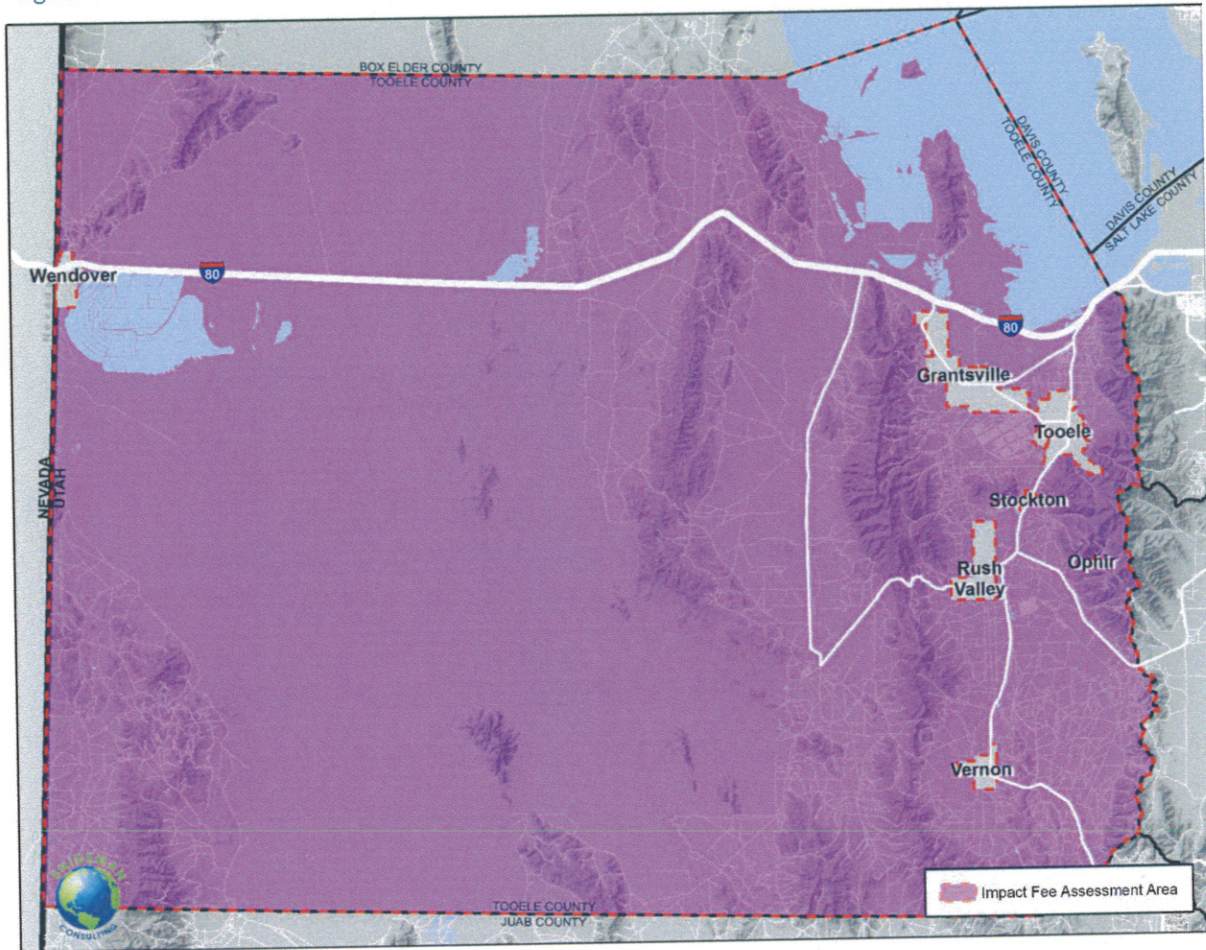 BOX ELDER COUNTY
TOOELE COUNTY
DAVIS COUNTY
TOOELE COUNTY
DAVIS COUNTY
SALT LAKE COUNTY
Wendover
80
80
Grantsville
Tooele
NEVADA
UTAH
Stockton
Ophir
Rush
Valley
Vernon
Impact Fee Assessment Area
TOOELE COUNTY
JUAB COUNTY
CONSULTING